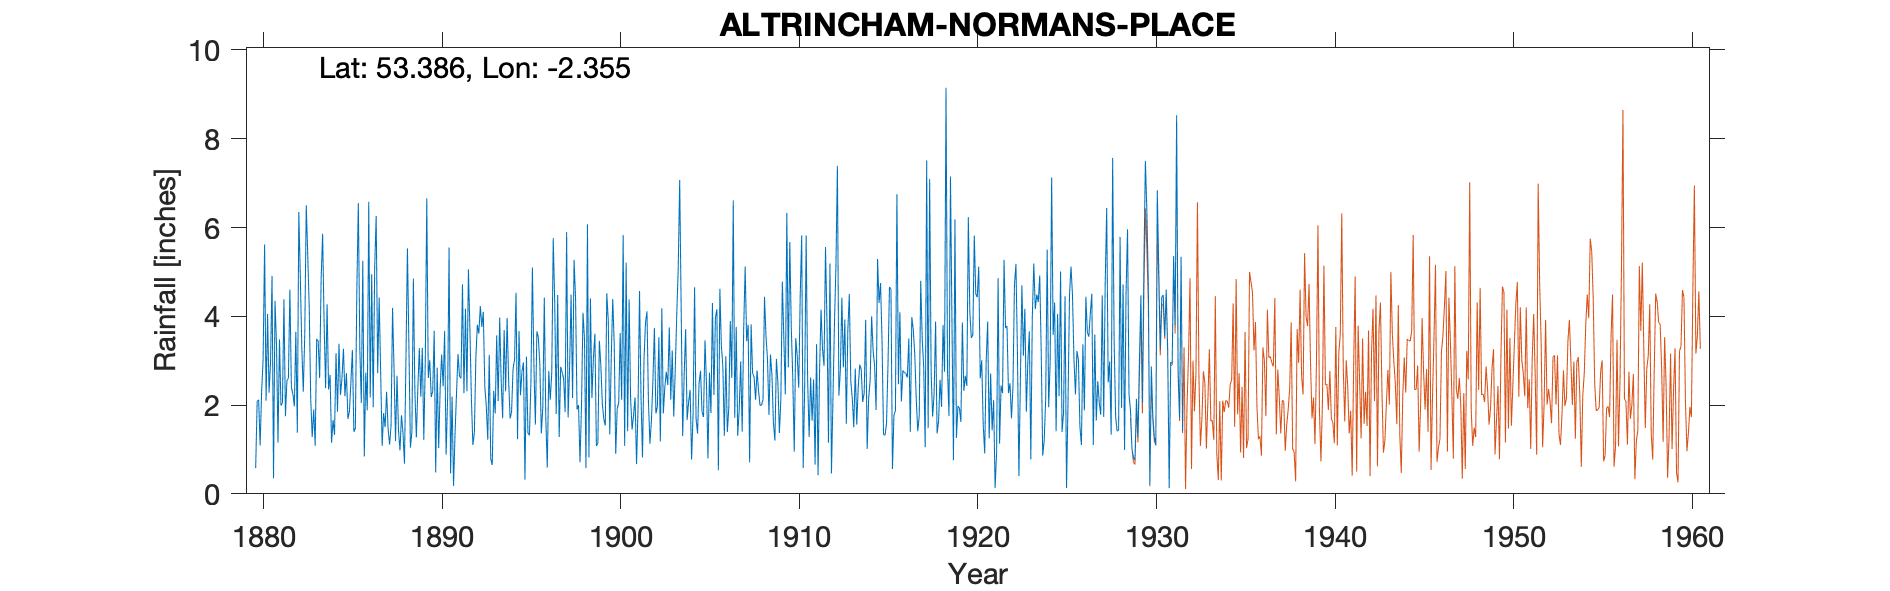 ALTRINCHAM-NORMANS-PLACE
Lat: 53.386, Lon: -2.355
Rainfall [inches]
10
8
6
4
2
0
1880 1890 1900 1910 1920 1930 1940 1950 1960
Year